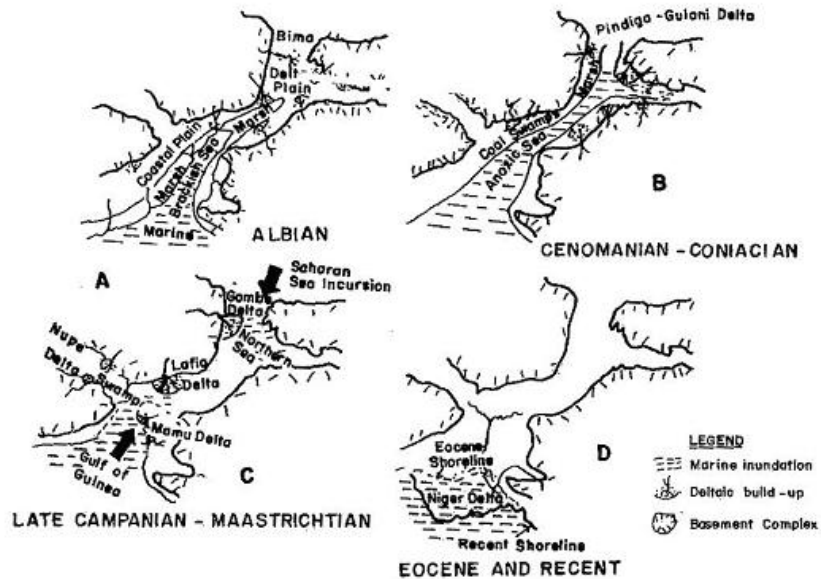 Bima
Delt
Plain
Coastal Plain
Marsh
Marsh
Brackish Sea
Marine
ALBIAN
A
Pindiga-Gulani Delta
Marsh
Coal Swamps
Anoxic Sea
B
CENOMANIAN-CONIACIAN
Saharan
Sea Incursion
Gombe
Delta
Northern
Sea
Nupe
Delta
Swamp
Lafia
Delta
Mamu Delta
Gulf of
Guinea
C
LATE CAMPANIAN-MAASTRICHTIAN
Eocene
Shoreline
Niger Delta
Recent Shoreline
D
EOCENE AND RECENT
LEGEND
Marine inundation
Deltaic build-up
Basement Complex